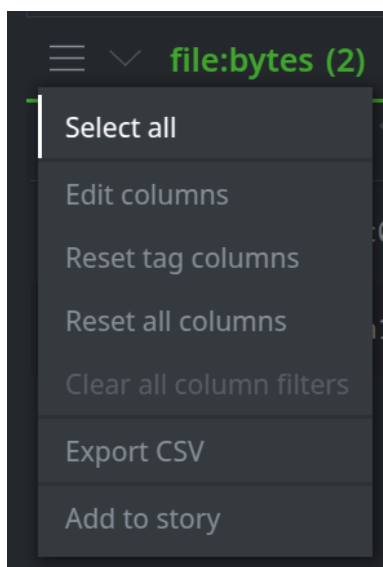 file:bytes (2)
Select all
Edit columns
Reset tag columns
Reset all columns
Clear all column filters
Export CSV
Add to story